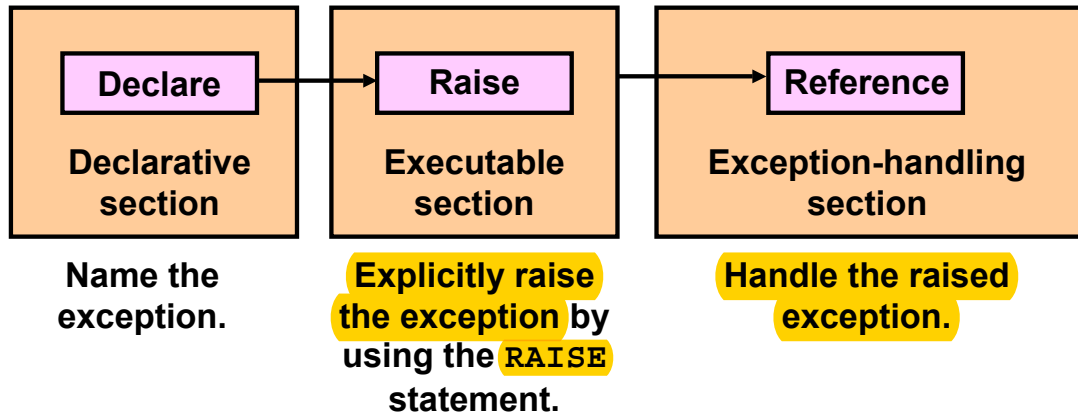 Declare
Declarative
section
Name the
exception.
Raise
Executable
section
Explicitly raise
the exception by
using the RAISE
statement.
Reference
Exception-handling
section
Handle the raised
exception.